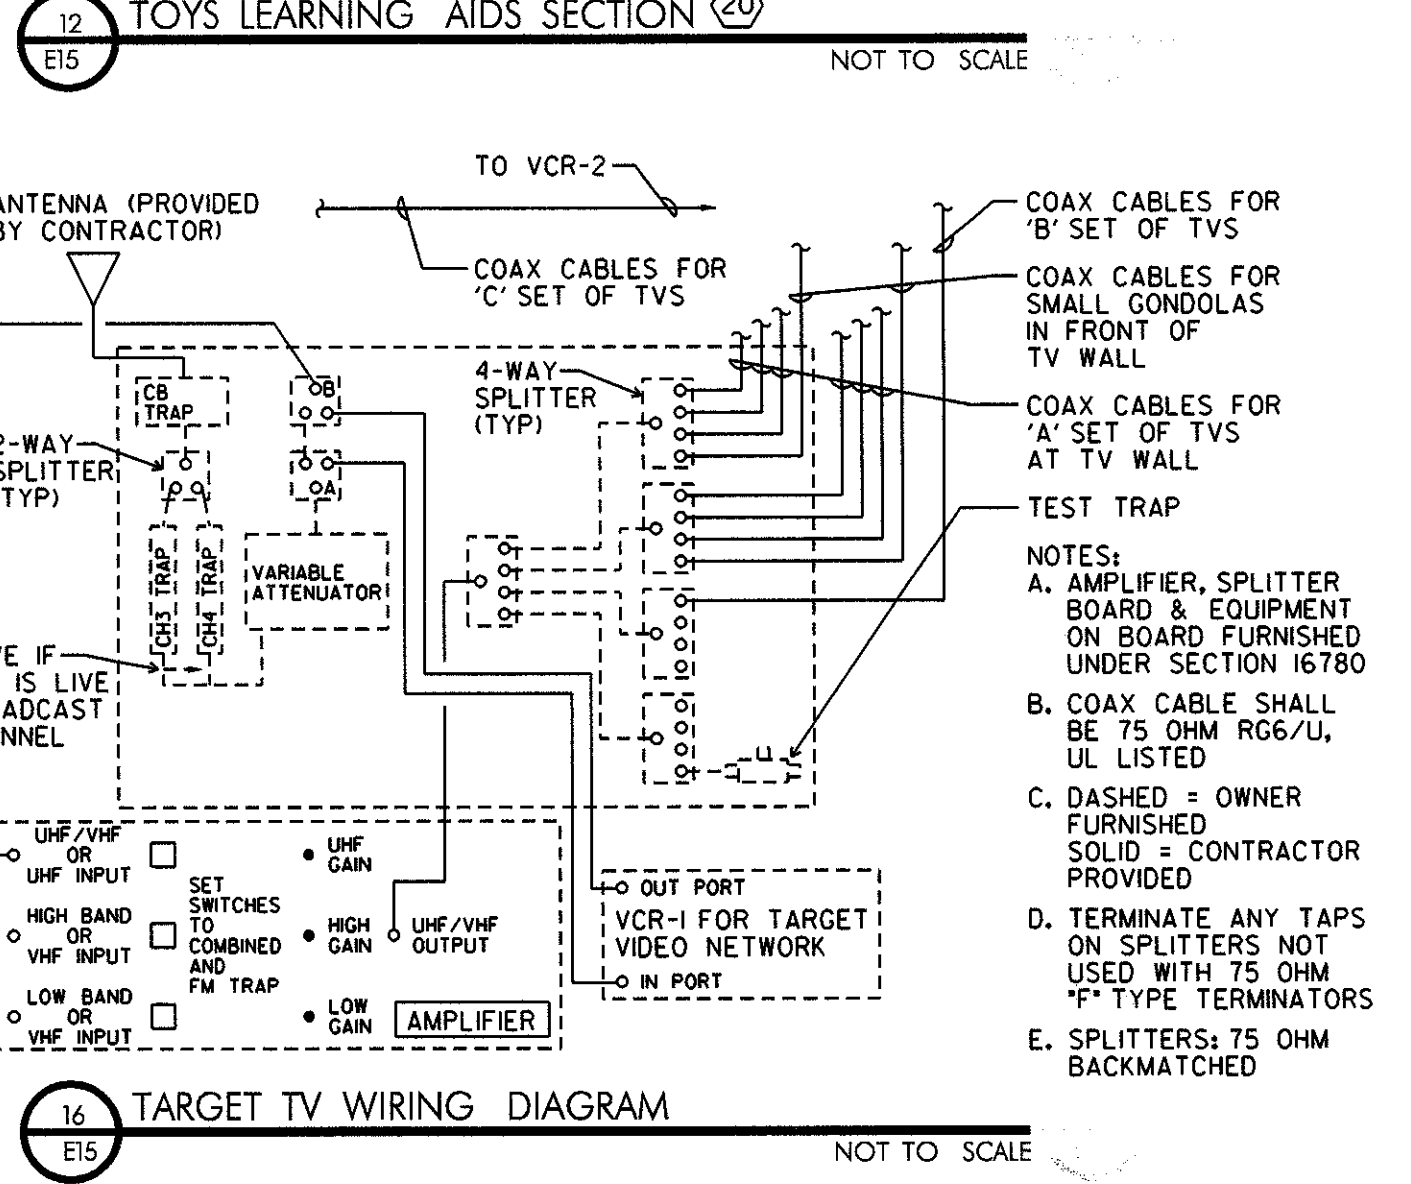 12
E15
TOYS LEARNING AIDS SECTION 20
NOT TO SCALE
ANTENNA (PROVIDED
BY CONTRACTOR)
TO VCR-2
COAX CABLES FOR
'C' SET OF TVS
COAX CABLES FOR
'B' SET OF TVS
COAX CABLES FOR
SMALL GONDOLAS
IN FRONT OF
TV WALL
COAX CABLES FOR
'A' SET OF TVS
AT TV WALL
TEST TRAP
CB
TRAP
B
A
2-WAY
SPLITTER
(TYP)
4-WAY
SPLITTER
(TYP)
CH3 TRAP
CH4 TRAP
VARIABLE
ATTENUATOR
VE IF
IS LIVE
ADCAST
NNEL
UHF/VHF
OR
UHF INPUT
HIGH BAND
OR
VHF INPUT
LOW BAND
OR
VHF INPUT
SET
SWITCHES
TO
COMBINED
AND
FM TRAP
UHF
GAIN
HIGH
GAIN
LOW
GAIN
UHF/VHF
OUTPUT
AMPLIFIER
OUT PORT
VCR-1 FOR TARGET
VIDEO NETWORK
IN PORT
NOTES:
A. AMPLIFIER, SPLITTER
BOARD & EQUIPMENT
ON BOARD FURNISHED
UNDER SECTION 16780
B. COAX CABLE SHALL
BE 75 OHM RG6/U,
UL LISTED
C. DASHED = OWNER
FURNISHED
SOLID = CONTRACTOR
PROVIDED
D. TERMINATE ANY TAPS
ON SPLITTERS NOT
USED WITH 75 OHM
"F" TYPE TERMINATORS
E. SPLITTERS: 75 OHM
BACKMATCHED
16
E15
TARGET TV WIRING DIAGRAM
NOT TO SCALE